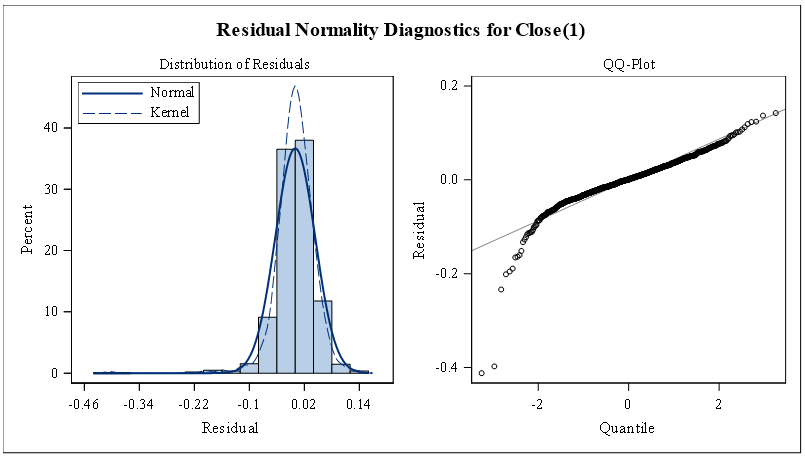 Residual Normality Diagnostics for Close(1)
Distribution of Residuals
Normal
Kernel
40
30
20
10
0
Percent
-0.46 -0.34 -0.22 -0.1 0.02 0.14
Residual
QQ-Plot
0.2
0.0
-0.2
-0.4
Residual
-2 0 2
Quantile